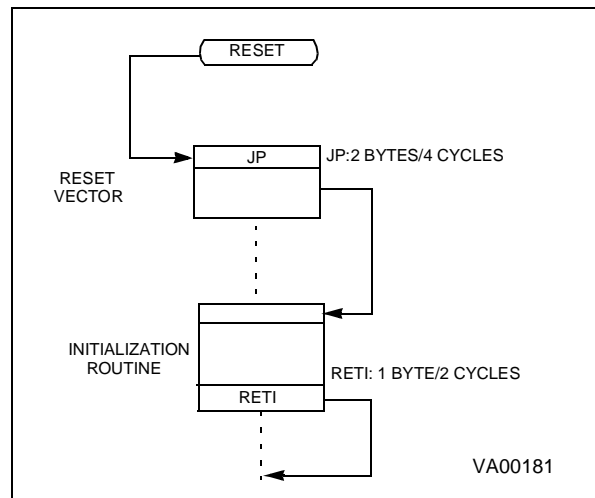 RESET
JP
JP:2 BYTES/4 CYCLES
RESET
VECTOR
INITIALIZATION
ROUTINE
RETI: 1 BYTE/2 CYCLES
RETI
VA00181